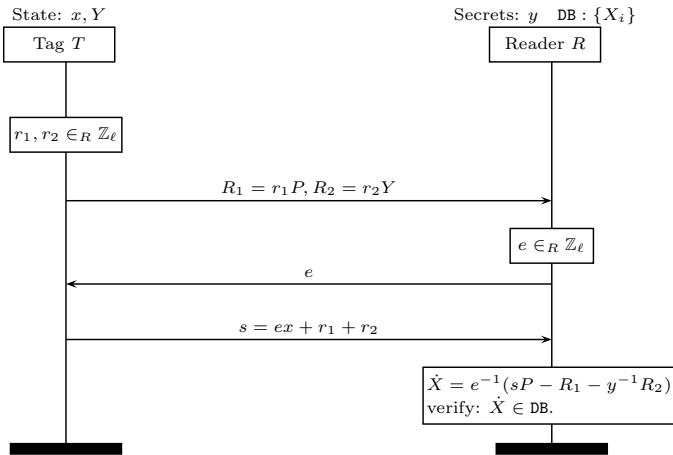 State: x, Y
Secrets: y DB : {X_i}
Tag T
Reader R
r_1, r_2 ∈_R ℤ_ℓ
R_1 = r_1P, R_2 = r_2Y
e ∈_R ℤ_ℓ
e
s = ex + r_1 + r_2
Ẋ = e^{-1}(sP − R_1 − y^{-1}R_2)
verify: Ẋ ∈ DB.